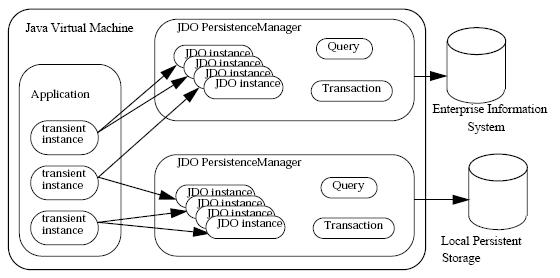 Java Virtual Machine
JDO PersistenceManager
JDO instance
JDO instance
JDO instance
JDO instance
Query
Transaction
Enterprise Information
System
Application
transient
instance
transient
instance
transient
instance
JDO PersistenceManager
JDO instance
JDO instance
JDO instance
JDO instance
Query
Transaction
Local Persistent
Storage